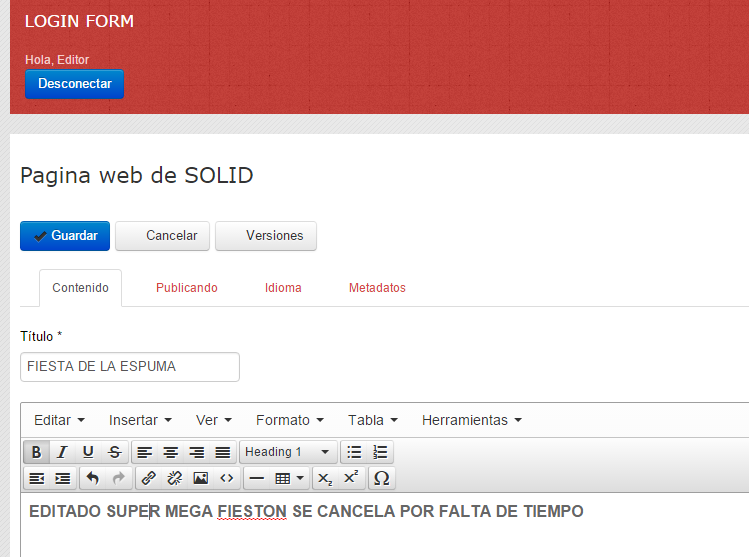 LOGIN FORM
Hola, Editor
Desconectar
Pagina web de SOLID
Guardar Cancelar Versiones
Contenido Publicando Idioma Metadatos
Título *
FIESTA DE LA ESPUMA
Editar Insertar Ver Formato Tabla Herramientas
B I U S Heading 1
x₂ x² Ω
EDITADO SUPER MEGA FIESTON SE CANCELA POR FALTA DE TIEMPO